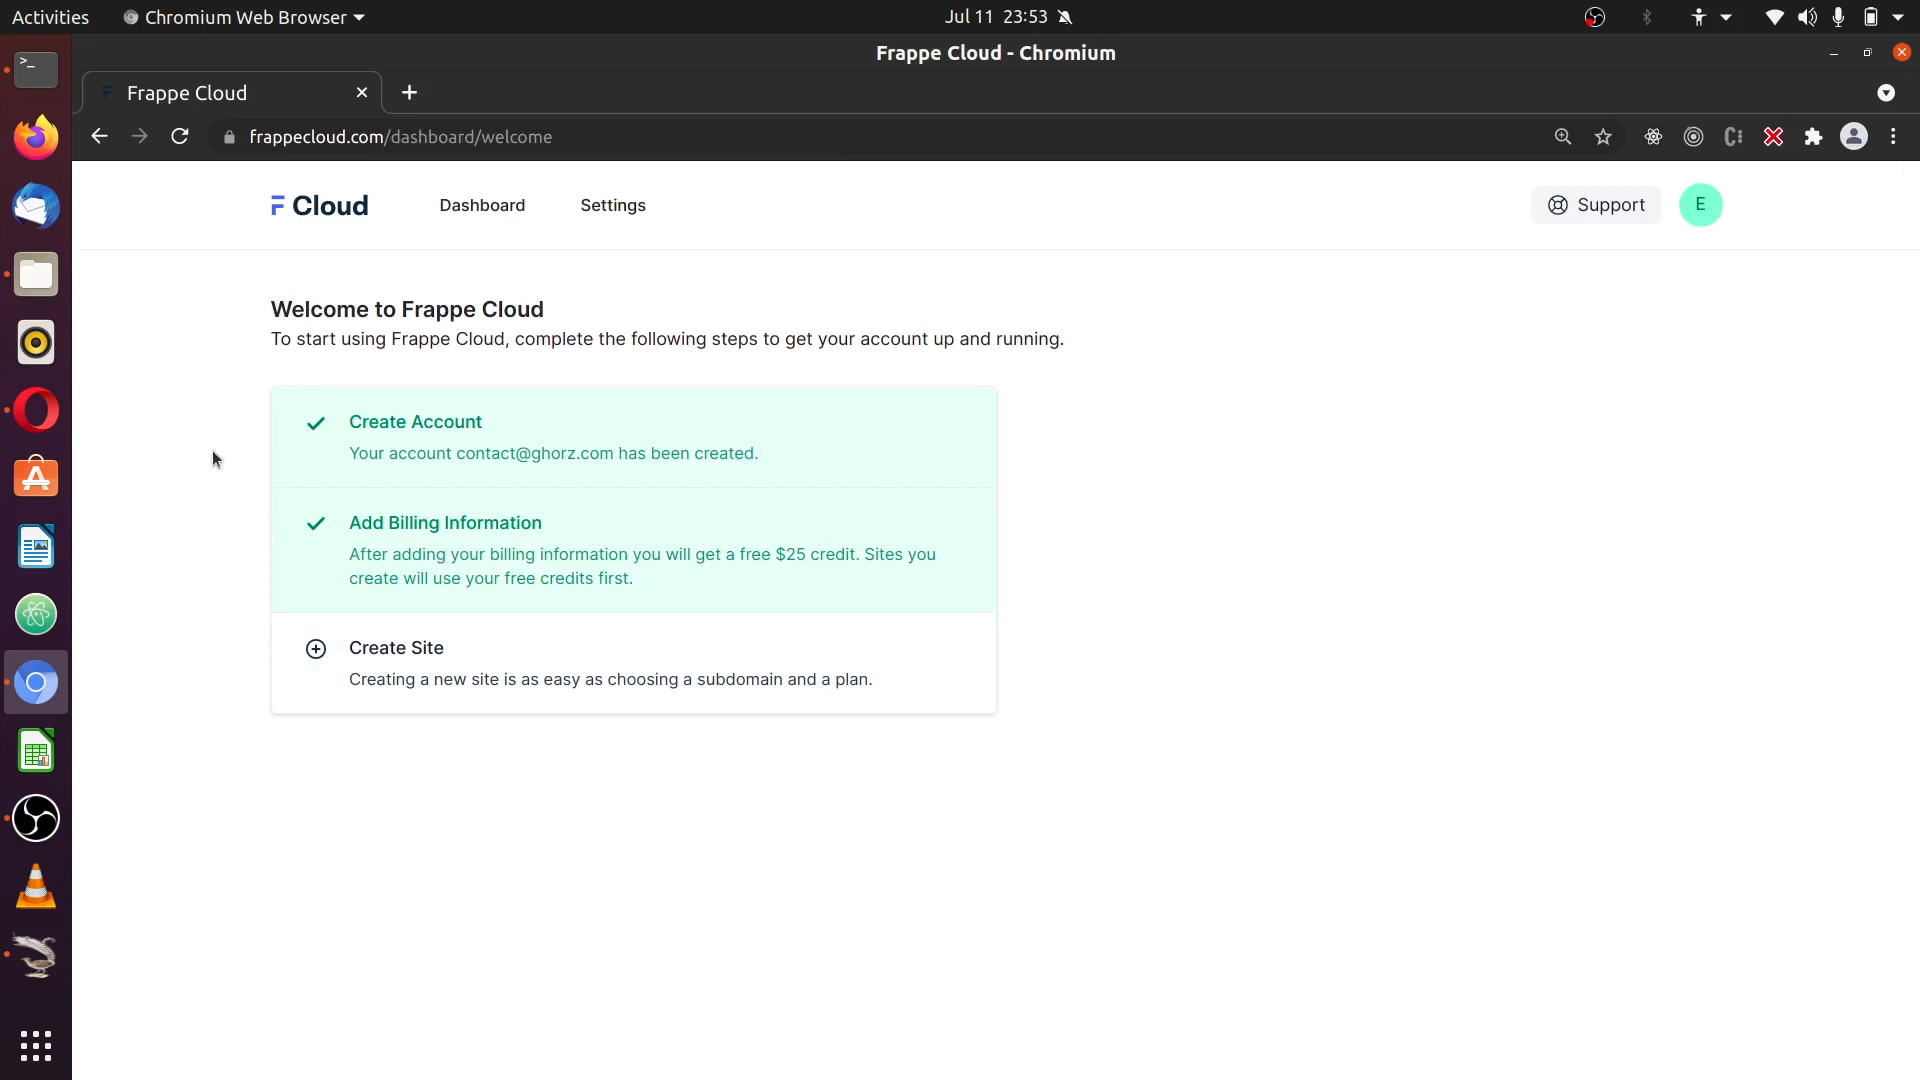 Activities
Chromium Web Browser
Jul 11 23:53
Frappe Cloud - Chromium
Frappe Cloud
frappecloud.com/dashboard/welcome
Cloud
Dashboard
Settings
Support
E
Welcome to Frappe Cloud
To start using Frappe Cloud, complete the following steps to get your account up and running.
Create Account
Your account contact@ghorz.com has been created.
Add Billing Information
After adding your billing information you will get a free $25 credit. Sites you
create will use your free credits first.
Create Site
Creating a new site is as easy as choosing a subdomain and a plan.